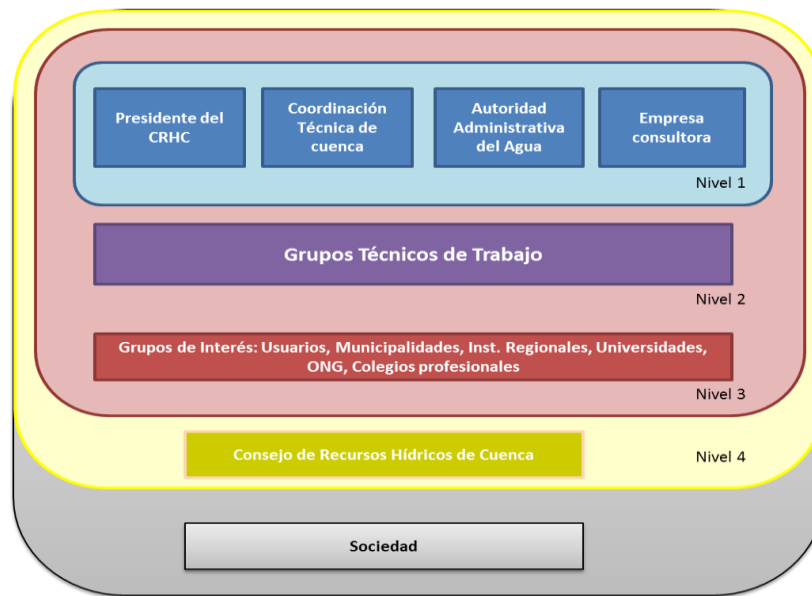 Presidente del
CRHC
Coordinación
Técnica de
cuenca
Autoridad
Administrativa
del Agua
Empresa
consultora
Nivel 1
Grupos Técnicos de Trabajo
Nivel 2
Grupos de Interés: Usuarios, Municipalidades, Inst. Regionales, Universidades,
ONG, Colegios profesionales
Nivel 3
Consejo de Recursos Hídricos de Cuenca
Nivel 4
Sociedad